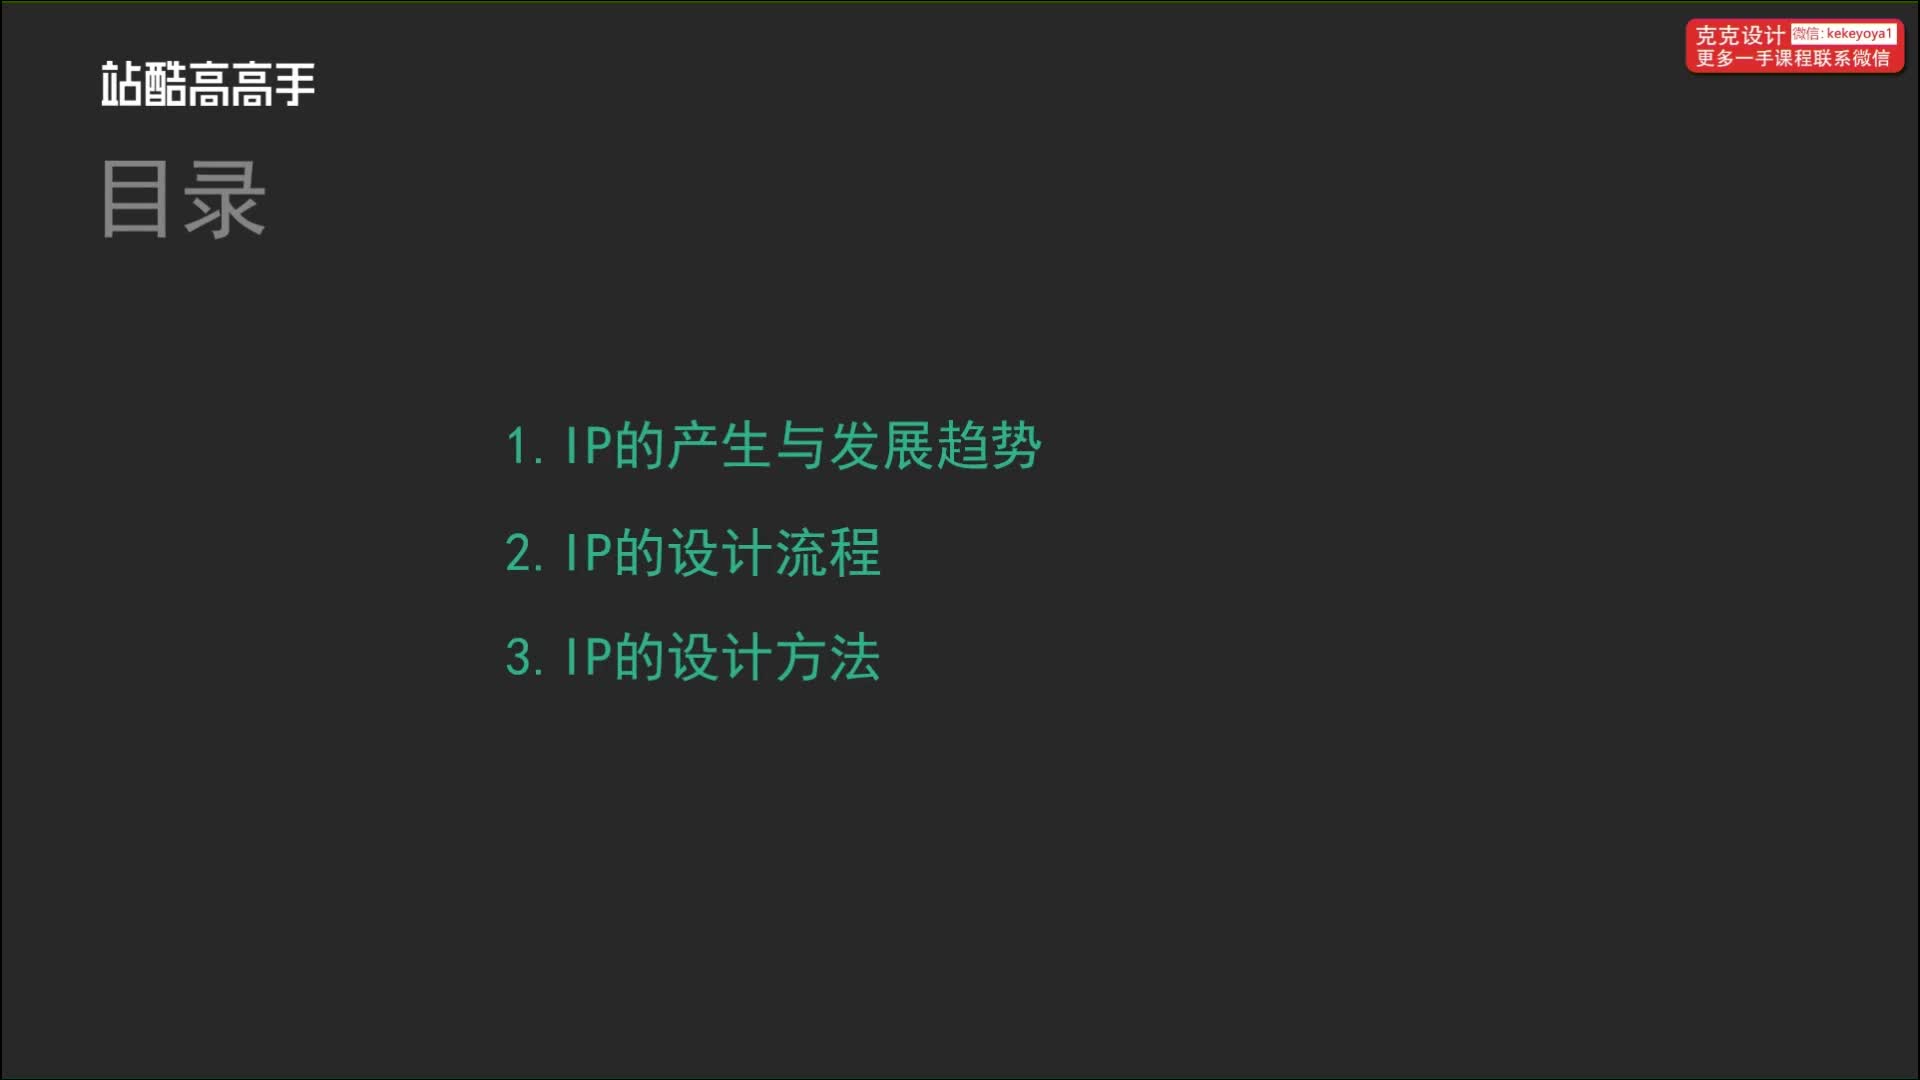 站酷高高手
克克设计 微信:kekeyoya1
更多一手课程联系微信
目录
1. IP的产生与发展趋势
2. IP的设计流程
3. IP的设计方法